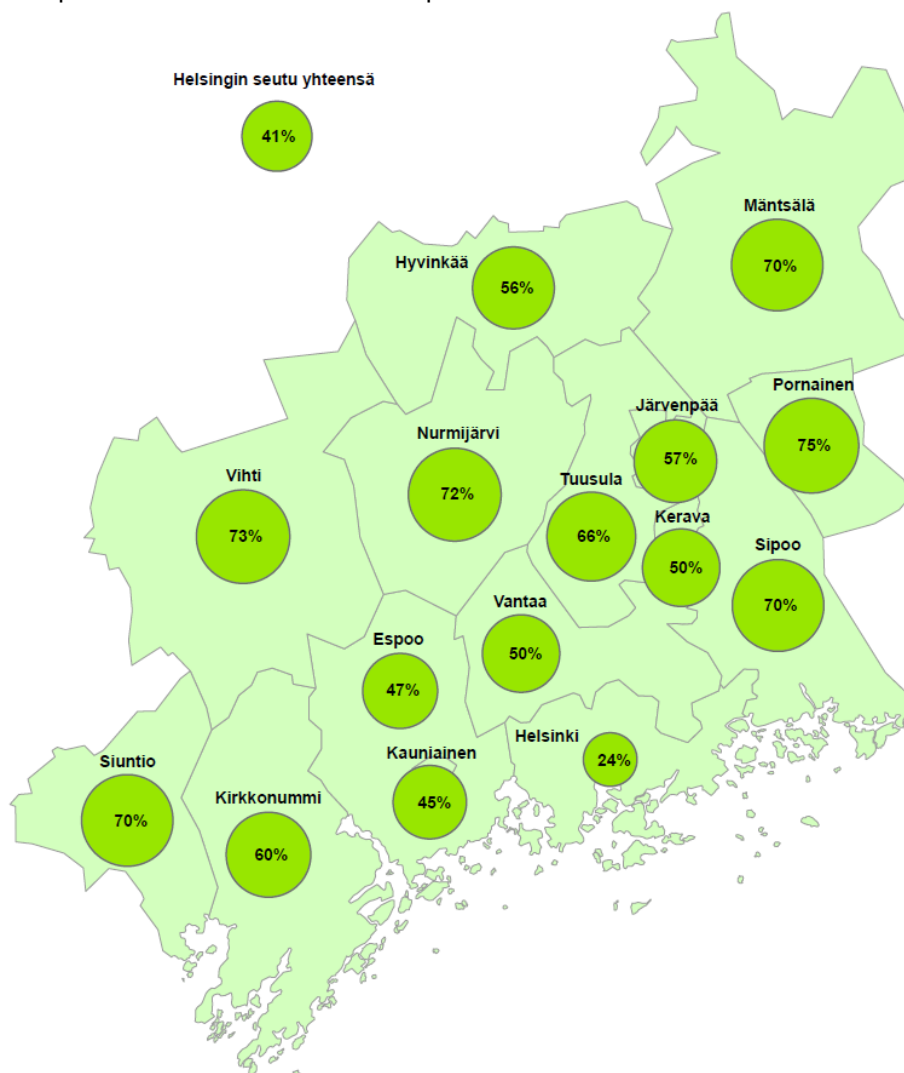 Helsingin seutu yhteensä
41%
Mäntsälä
70%
Hyvinkää
56%
Pornainen
75%
Järvenpää
57%
Nurmijärvi
72%
Vihti
73%
Tuusula
66%
Kerava
50%
Sipoo
70%
Vantaa
50%
Espoo
47%
Helsinki
24%
Kauniainen
45%
Siuntio
70%
Kirkkonummi
60%